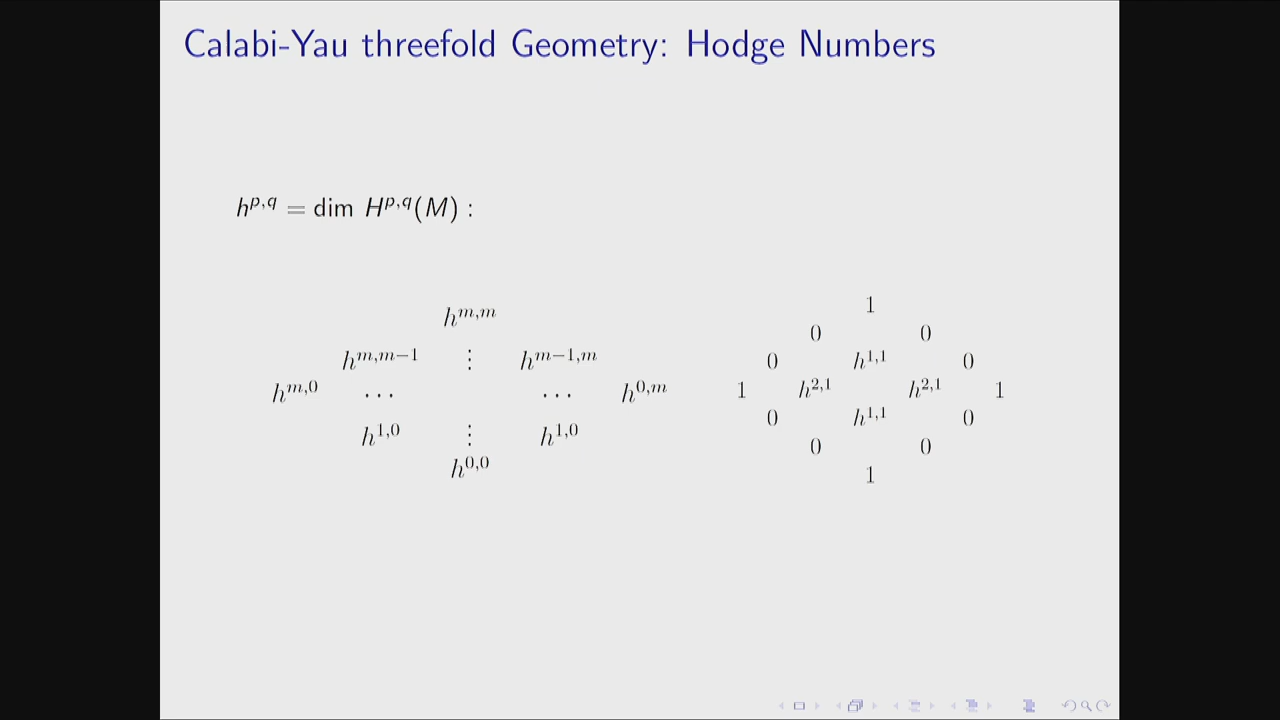 Calabi-Yau threefold Geometry: Hodge Numbers
h^{p,q} = dim H^{p,q}(M) :
h^{m,m}
h^{m,m−1} ⋮ h^{m−1,m}
h^{m,0} ⋯ ⋯ h^{0,m}
h^{1,0} ⋮ h^{1,0}
h^{0,0}
1
0 0
0 h^{1,1} 0
1 h^{2,1} h^{2,1} 1
0 h^{1,1} 0
0 0
1